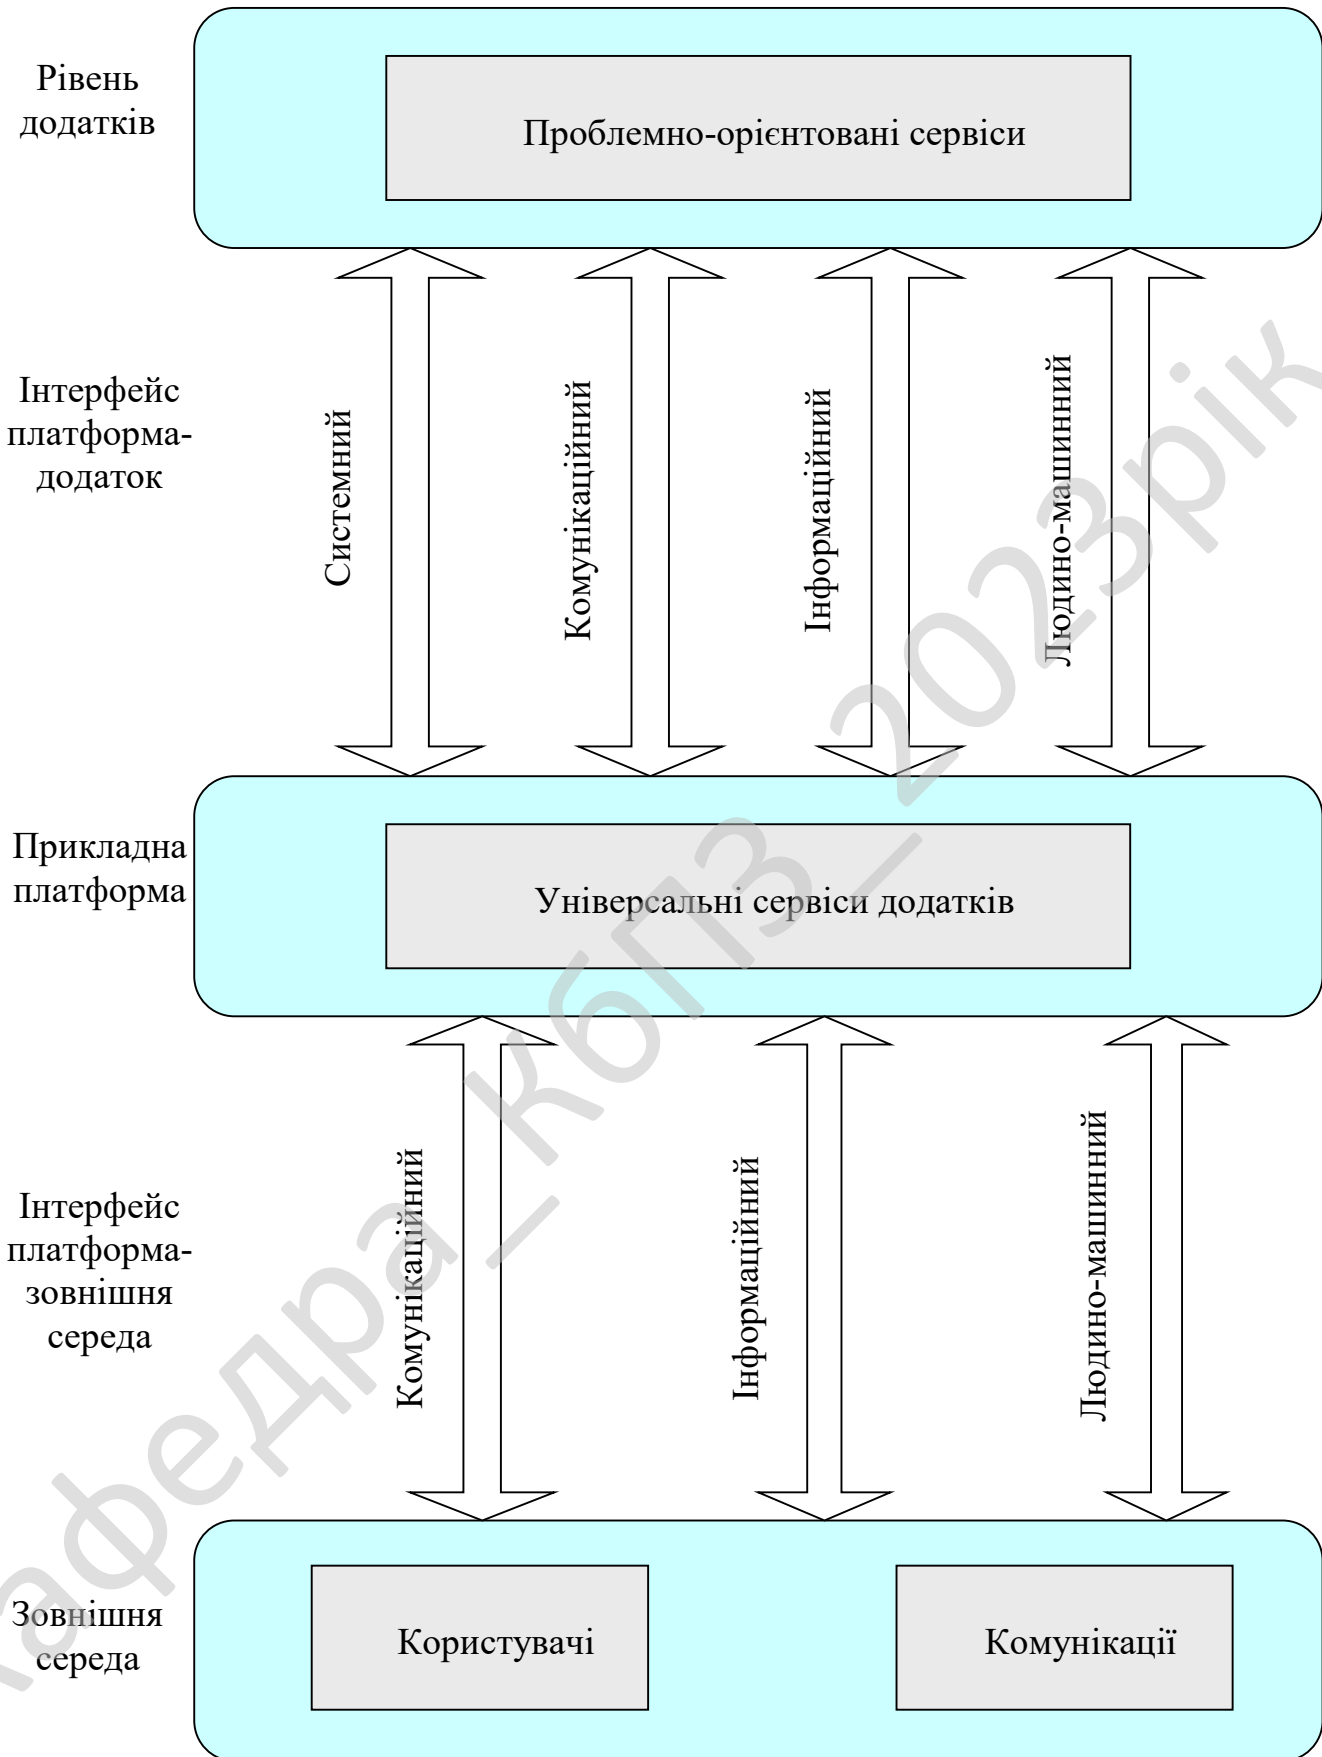 Рівень
додатків
Проблемно-орієнтовані сервіси
Інтерфейс
платформа-
додаток
Системний
Комунікаційний
Інформаційний
Людино-машинний
Прикладна
платформа
Універсальні сервіси додатків
Інтерфейс
платформа-
зовнішня
середа
Комунікаційний
Інформаційний
Людино-машинний
Зовнішня
середа
Користувачі
Комунікації
кафедра_КбПЗ_2023рік